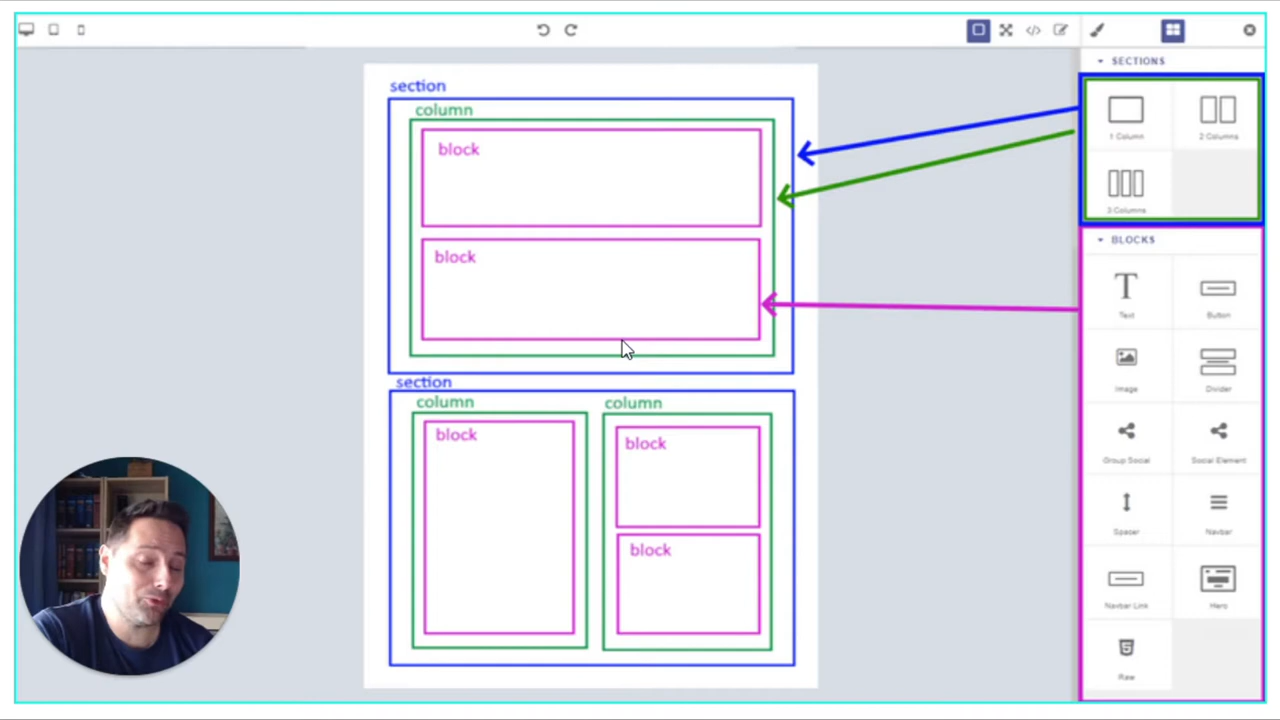 section
column
block
block
section
column
column
block
block
block
SECTIONS
1 Column
2 Columns
3 Columns
BLOCKS
Text
Button
Image
Divider
Group Social
Social Element
Spacer
Navbar
Navbar Link
Hero
Raw